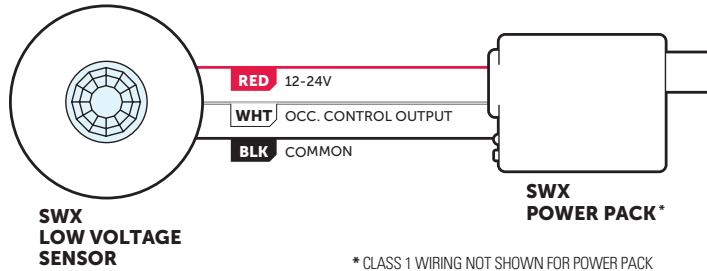 RED 12-24V
WHT OCC. CONTROL OUTPUT
BLK COMMON
SWX
LOW VOLTAGE
SENSOR
SWX
POWER PACK*
* CLASS 1 WIRING NOT SHOWN FOR POWER PACK